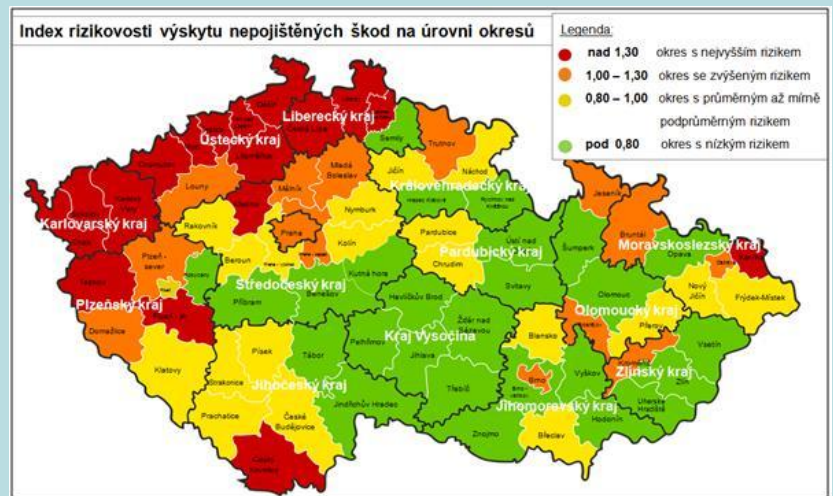 Index rizikovosti výskytu nepojištěných škod na úrovni okresů
Legenda:
nad 1,30 okres s nejvyšším rizikem
1,00 – 1,30 okres se zvýšeným rizikem
0,80 – 1,00 okres s průměrným až mírně
podprůměrným rizikem
pod 0,80 okres s nízkým rizikem
Liberecký kraj
Ústecký kraj
Semily
Trutnov
Louny
Mělník
Mladá
Boleslav
Jičín
Náchod
Královéhradecký kraj
Karlovarský kraj
Rakovník
Praha
Nymburk
Jeseník
Bruntál
Plzeň-
sever
Beroun
Kolín
Pardubice
Pardubický kraj
Chrudim
Ústí nad
Šumperk
Moravskoslezský kraj
Opava
Plzeňský kraj
Středočeský kraj
Kutná hora
Příbram
Benešov
Havlíčkův Brod
Svitavy
Olomouc
Nový
Jičín
Frýdek-Místek
Domažlice
Kraj Vysočina
Žďár nad
Sázavou
Olomoucký kraj
Přerov
Klatovy
Písek
Tábor
Pelhřimov
Jihlava
Blansko
Vsetín
Strakonice
Jihočeský kraj
Třebíč
Brno
Vyškov
Zlínský kraj
Zlín
Prachatice
České
Budějovice
Jindřichův Hradec
Jihomoravský kraj
Uherské
Hradiště
Hodonín
Znojmo
Břeclav